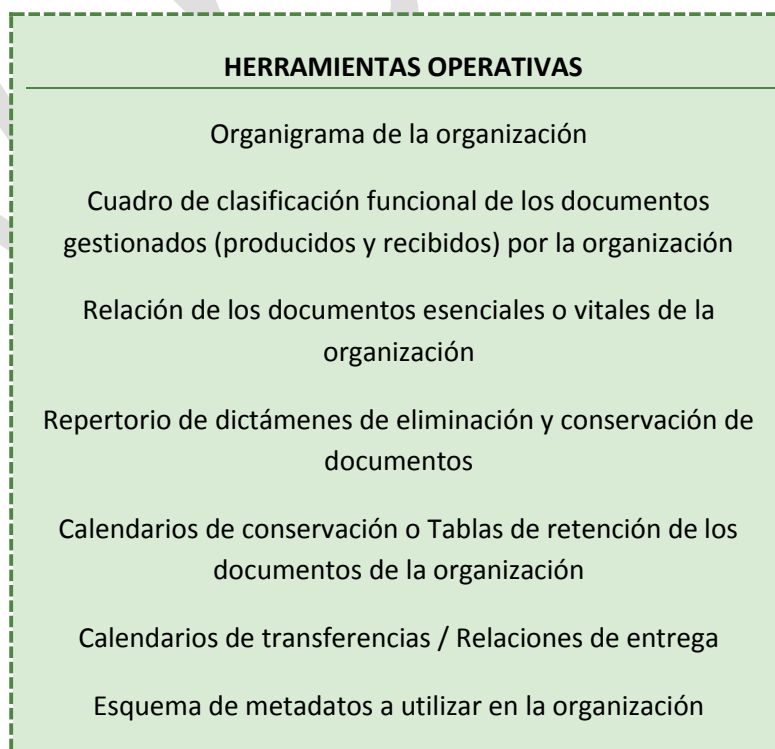 HERRAMIENTAS OPERATIVAS
Organigrama de la organización
Cuadro de clasificación funcional de los documentos
gestionados (producidos y recibidos) por la organización
Relación de los documentos esenciales o vitales de la
organización
Repertorio de dictámenes de eliminación y conservación de
documentos
Calendarios de conservación o Tablas de retención de los
documentos de la organización
Calendarios de transferencias / Relaciones de entrega
Esquema de metadatos a utilizar en la organización